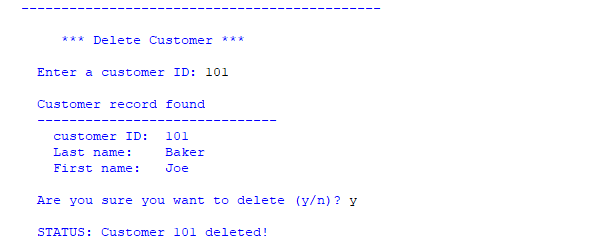 ---------------------------------------------
*** Delete Customer ***
Enter a customer ID: 101
Customer record found
------------------------------
customer ID:  101
Last name:    Baker
First name:   Joe
Are you sure you want to delete (y/n)? y
STATUS: Customer 101 deleted!